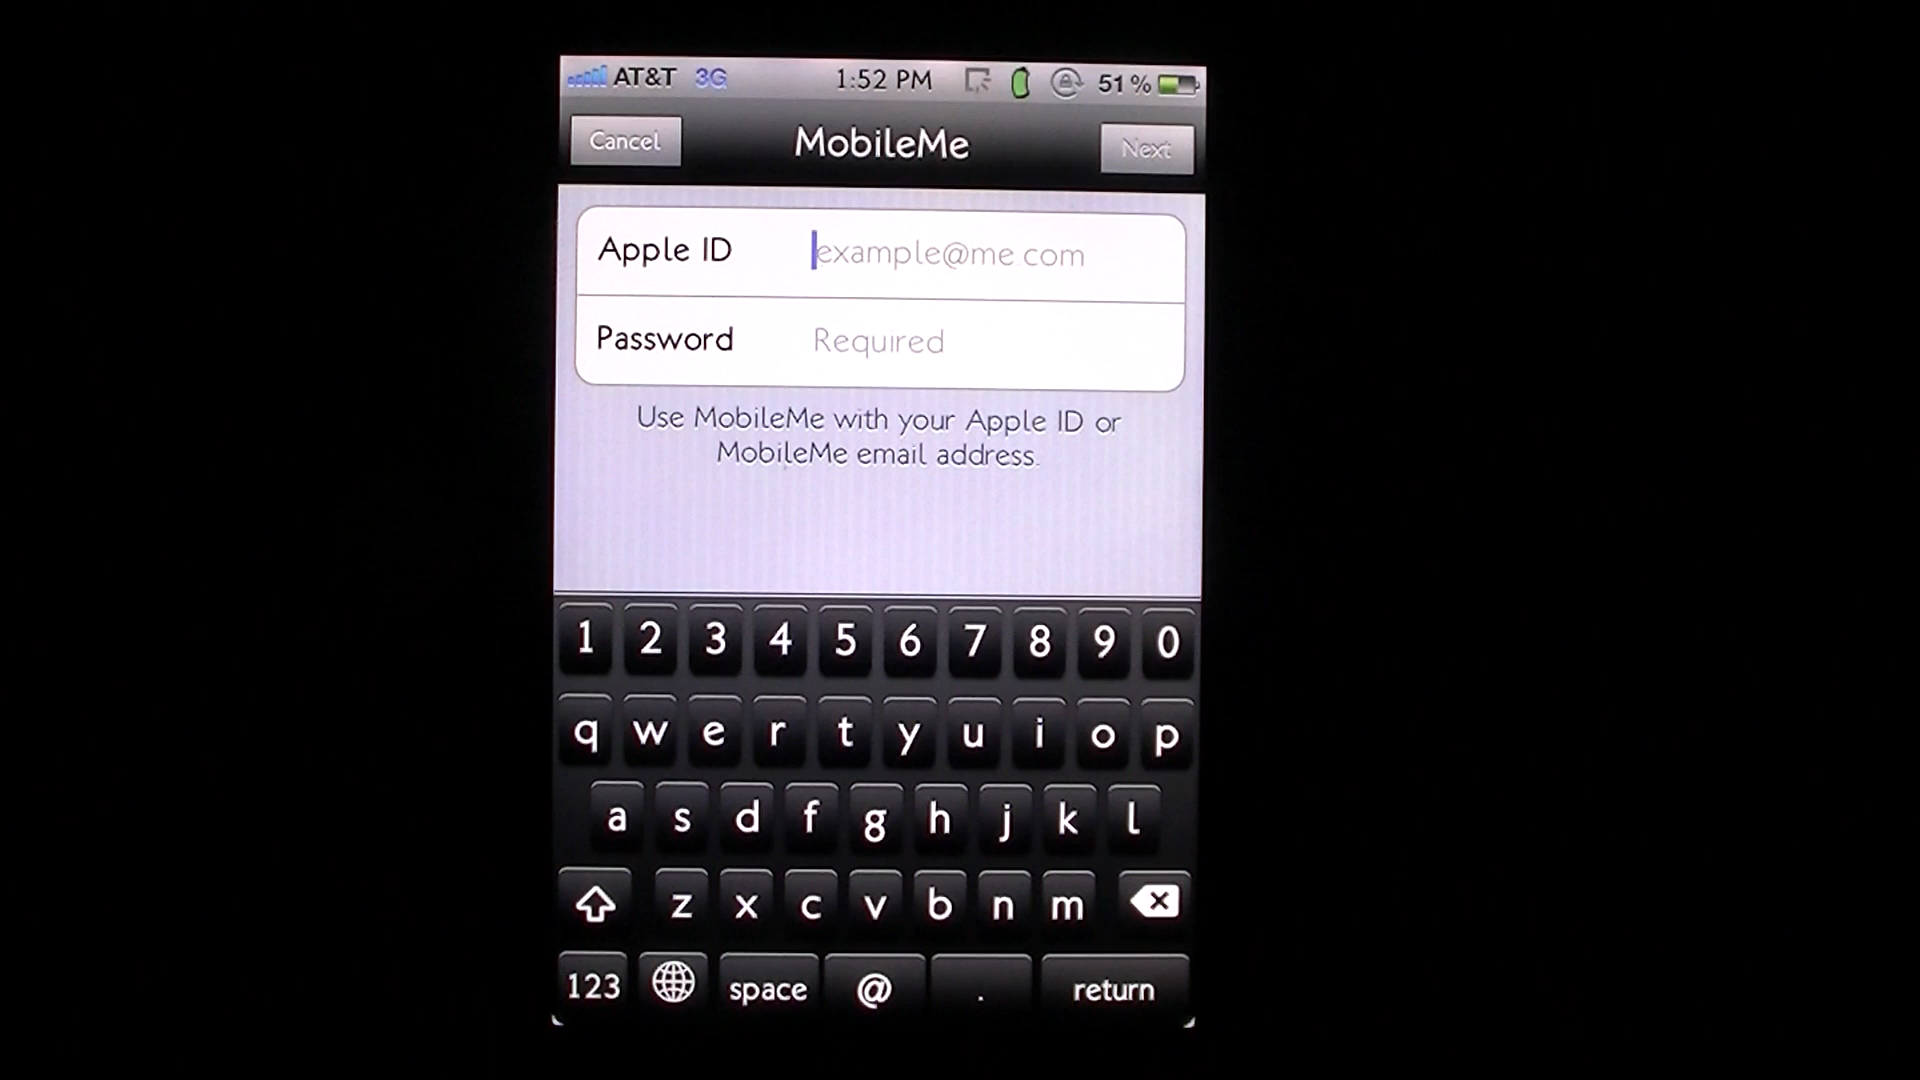 AT&T 3G 1:52 PM 51%
Cancel MobileMe Next
Apple ID example@me.com
Password Required
Use MobileMe with your Apple ID or
MobileMe email address.
1 2 3 4 5 6 7 8 9 0
q w e r t y u i o p
a s d f g h j k l
z x c v b n m
123 space @ . return